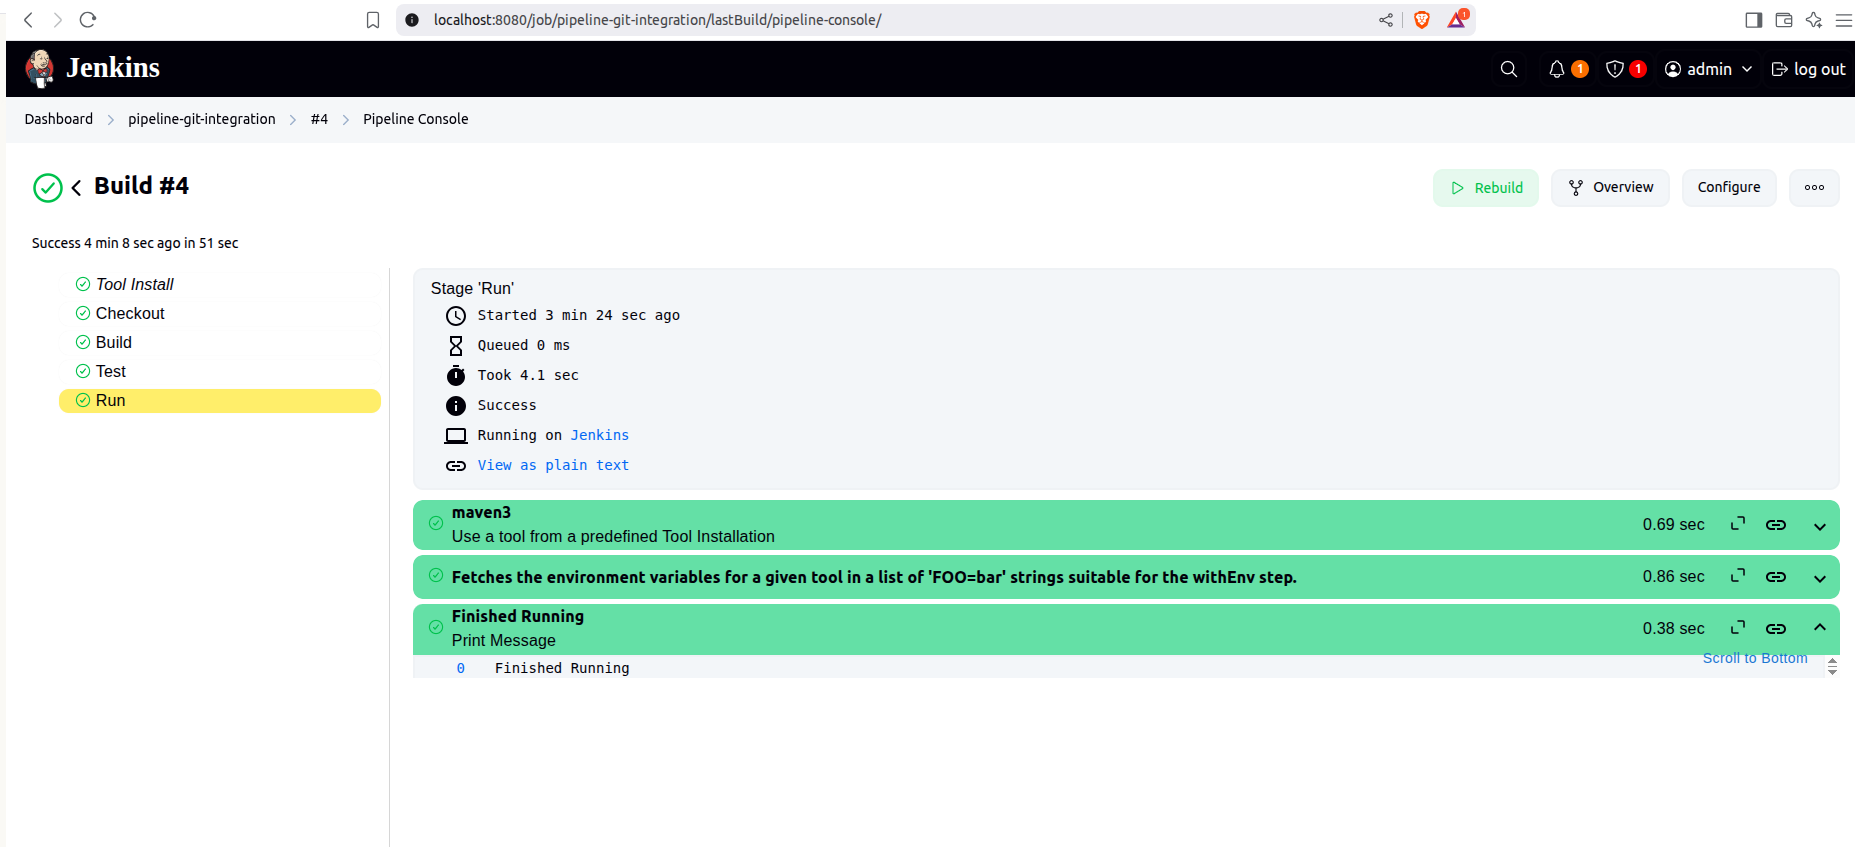 localhost:8080/job/pipeline-git-integration/lastBuild/pipeline-console/
1
Jenkins
1
1
admin
log out
Dashboard
pipeline-git-integration
#4
Pipeline Console
Build #4
Rebuild
Overview
Configure
Success 4 min 8 sec ago in 51 sec
Tool Install
Checkout
Build
Test
Run
Stage 'Run'
Started 3 min 24 sec ago
Queued 0 ms
Took 4.1 sec
Success
Running on Jenkins
View as plain text
maven3
Use a tool from a predefined Tool Installation
0.69 sec
Fetches the environment variables for a given tool in a list of 'FOO=bar' strings suitable for the withEnv step.
0.86 sec
Finished Running
Print Message
0.38 sec
Scroll to Bottom
0 Finished Running